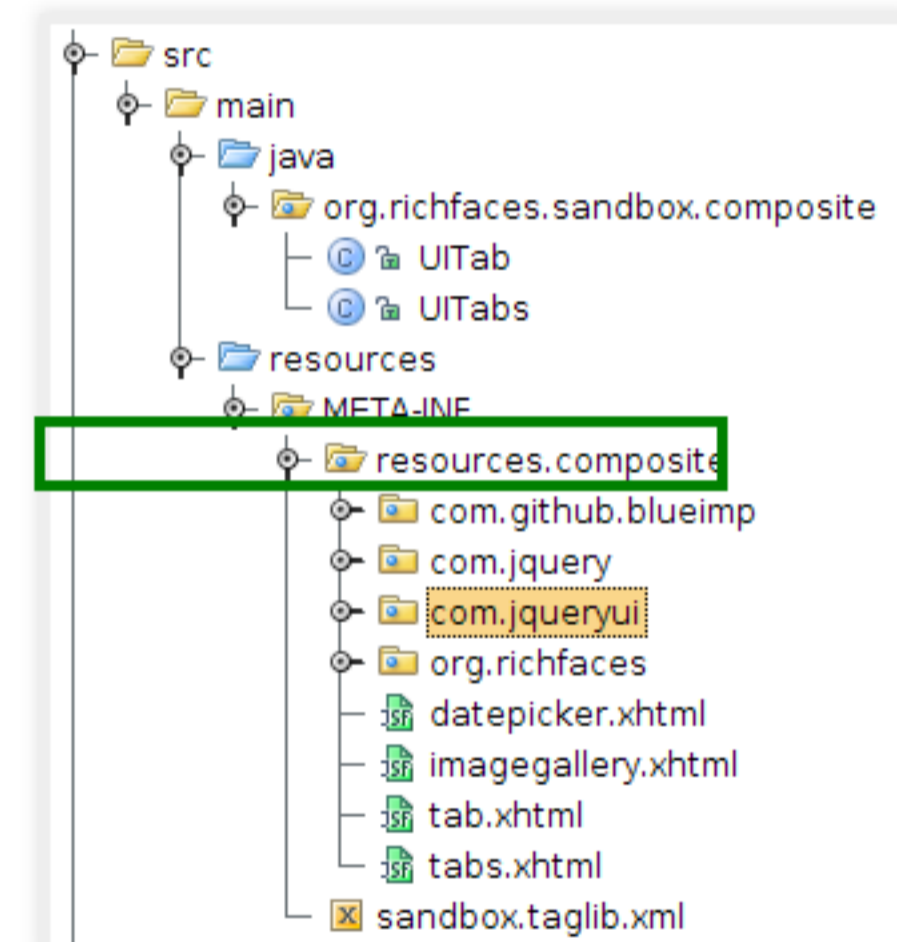 src
main
java
org.richfaces.sandbox.composite
UITab
UITabs
resources
META-INF
resources.composite
com.github.blueimp
com.jquery
com.jqueryui
org.richfaces
datepicker.xhtml
imagegallery.xhtml
tab.xhtml
tabs.xhtml
sandbox.taglib.xml